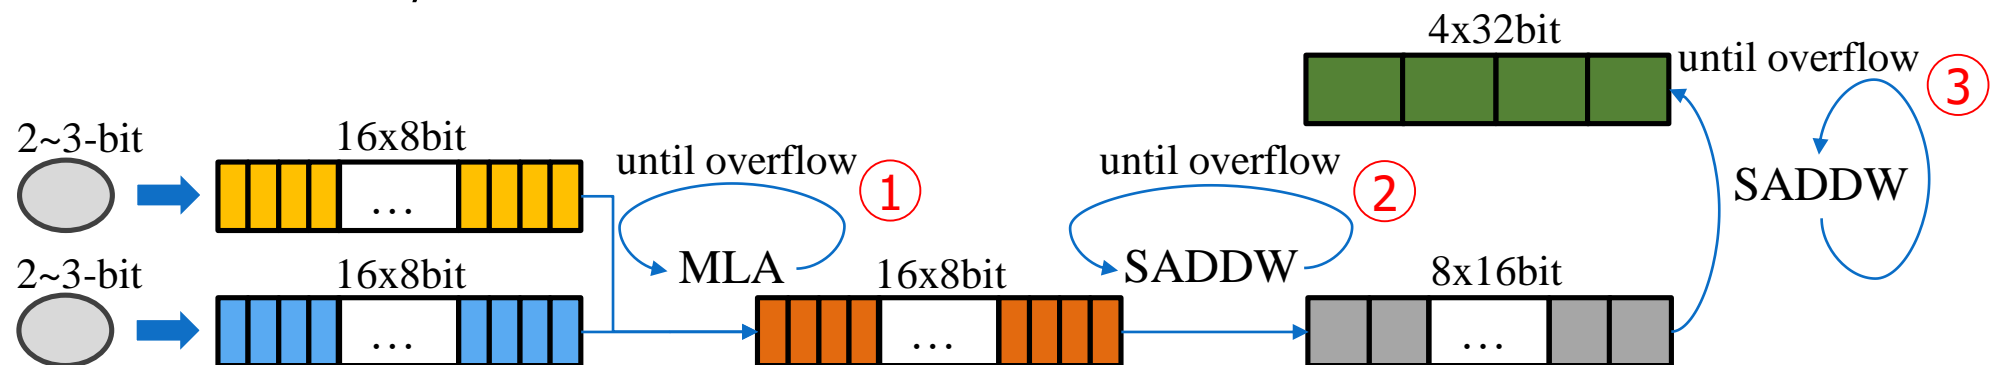 4x32bit
until overflow
③
2~3-bit
16x8bit
until overflow
①
until overflow
②
SADDW
...
2~3-bit
16x8bit
MLA
16x8bit
SADDW
8x16bit
...
...
...